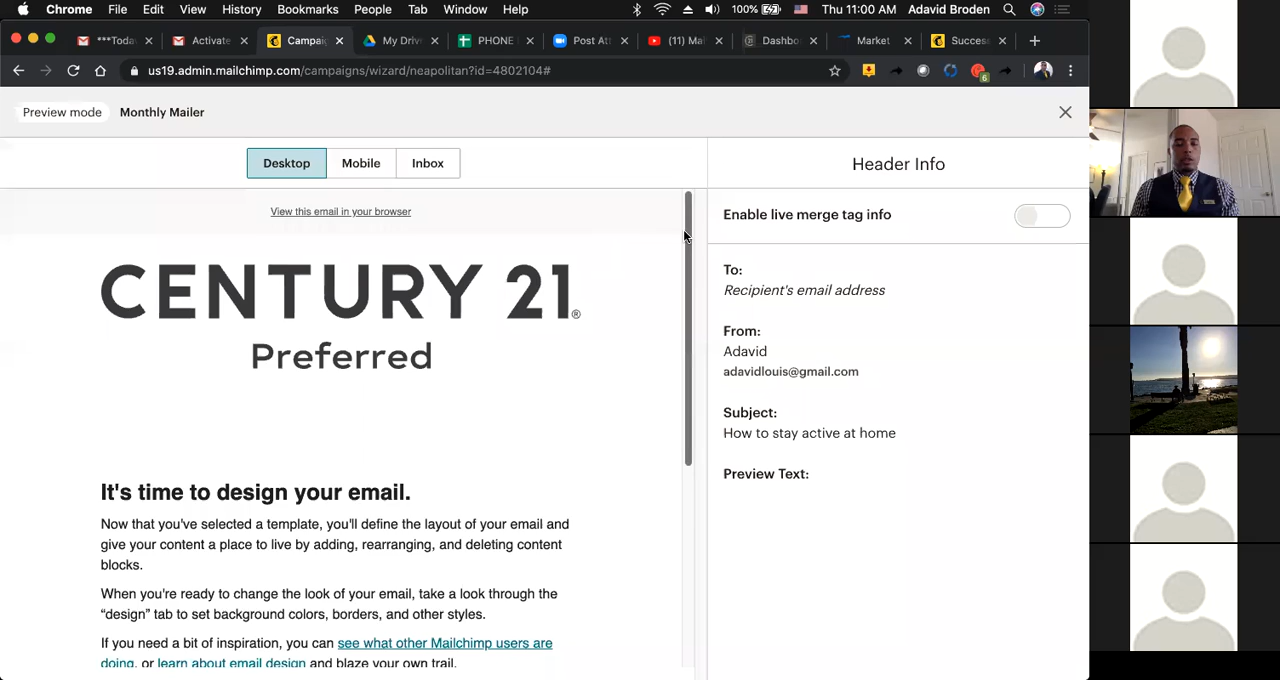 Chrome File Edit View History Bookmarks People Tab Window Help 100% Thu 11:00 AM Adavid Broden
***Toda Activate Campai My Driv PHONE Post At (11) Ma Dashbo Market Succes
us19.admin.mailchimp.com/campaigns/wizard/neapolitan?id=4802104#
6
Preview mode Monthly Mailer
Desktop Mobile Inbox
Header Info
View this email in your browser
Enable live merge tag info
CENTURY 21®
Preferred
To:
Recipient's email address
From:
Adavid
adavidlouis@gmail.com
Subject:
How to stay active at home
Preview Text:
It's time to design your email.
Now that you've selected a template, you'll define the layout of your email and
give your content a place to live by adding, rearranging, and deleting content
blocks.
When you're ready to change the look of your email, take a look through the
“design” tab to set background colors, borders, and other styles.
If you need a bit of inspiration, you can see what other Mailchimp users are
doing, or learn about email design and blaze your own trail.